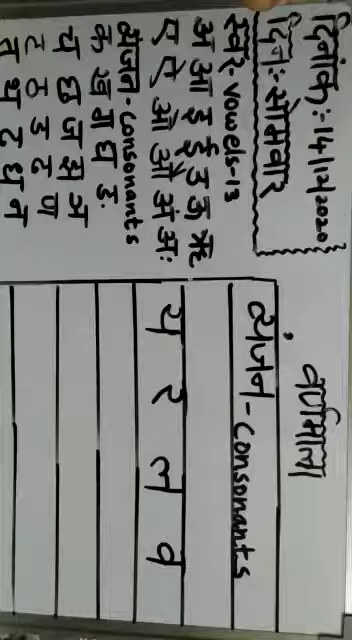 दिनांक:- 14/12/2020
दिन:- सोमवार
वर्णमाला
स्वर- vowels-13
अ आ इ ई उ ऊ ऋ
ए ऐ ओ औ अं अः
व्यंजन- consonants
क ख ग घ ङ
च छ ज झ ञ
ट ठ ड ढ ण
त थ द ध न
व्यंजन- consonants
य र ल व